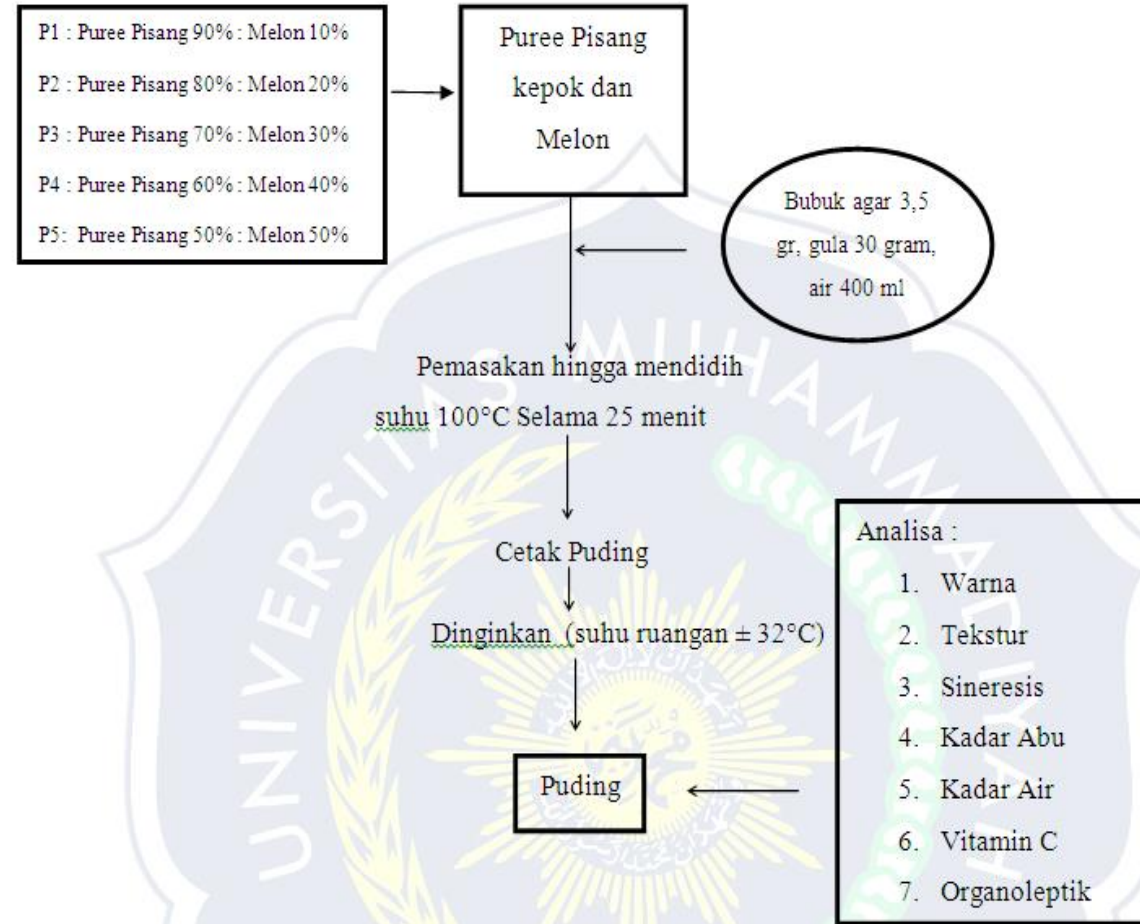 P1 : Puree Pisang 90% : Melon 10%
P2 : Puree Pisang 80% : Melon 20%
P3 : Puree Pisang 70% : Melon 30%
P4 : Puree Pisang 60% : Melon 40%
P5: Puree Pisang 50% : Melon 50%
Puree Pisang
kepok dan
Melon
Bubuk agar 3,5
gr, gula 30 gram,
air 400 ml
Pemasakan hingga mendidih
suhu 100°C Selama 25 menit
Cetak Puding
Dinginkan (suhu ruangan ± 32°C)
Puding
Analisa :
1. Warna
2. Tekstur
3. Sineresis
4. Kadar Abu
5. Kadar Air
6. Vitamin C
7. Organoleptik
UNIVERSITAS MUHAMMADIYAH